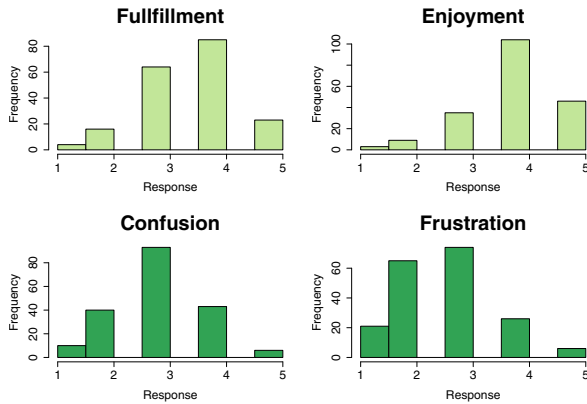 Fullfillment
Frequency
0 20 40 60 80
1 2 3 4 5
Response
Enjoyment
Frequency
0 20 60 100
1 2 3 4 5
Response
Confusion
Frequency
0 20 40 60 80
1 2 3 4 5
Response
Frustration
Frequency
0 20 40 60
1 2 3 4 5
Response